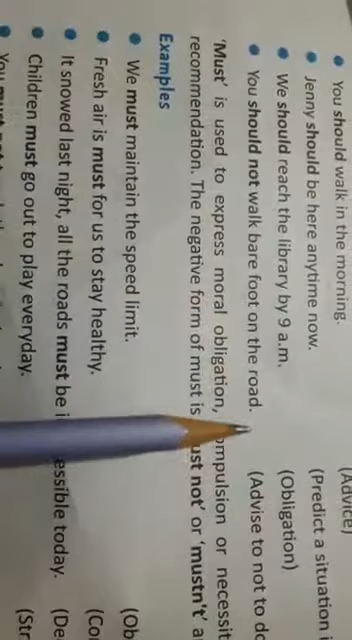 • You should walk in the morning. (Advice)
• Jenny should be here anytime now. (Predict a situation
• We should reach the library by 9 a.m. (Obligation)
• You should not walk bare foot on the road. (Advise to not to d
'Must' is used to express moral obligation, ompulsion or necessit
recommendation. The negative form of must is ust not' or 'mustn't' a
Examples
• We must maintain the speed limit. (Ob
• Fresh air is must for us to stay healthy. (Co
• It snowed last night, all the roads must be i essible today. (De
• Children must go out to play everyday. (Str
• You must not